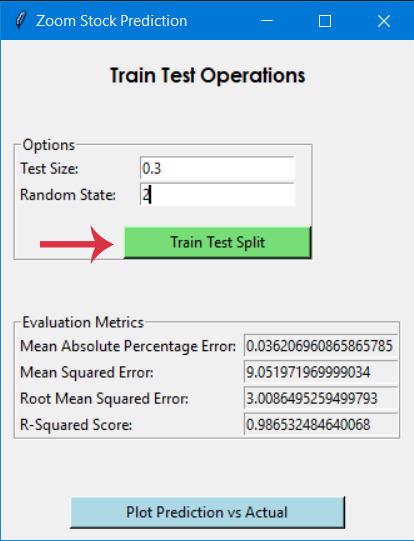 Zoom Stock Prediction
Train Test Operations
Options
Test Size: 0.3
Random State: 2
Train Test Split
Evaluation Metrics
Mean Absolute Percentage Error: 0.036206960865865785
Mean Squared Error: 9.051971969999034
Root Mean Squared Error: 3.0086495259499793
R-Squared Score: 0.986532484640068
Plot Prediction vs Actual